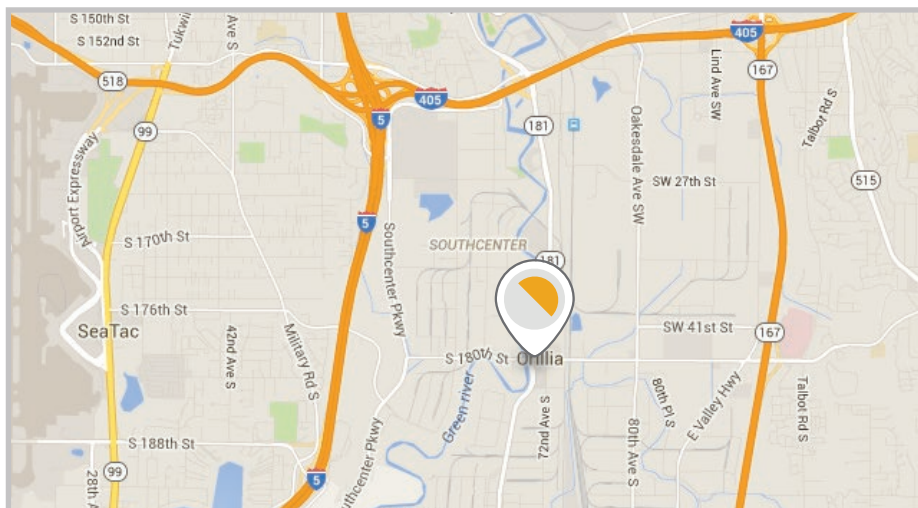 S 150th St
S 152nd St
Tukwi
Ave S
518
99
5
405
405
167
181
Lind Ave SW
Oakesdale Ave SW
Talbot Rd S
515
SW 27th St
Airport Expressway
S 170th St
5
Southcenter Pkwy
SOUTHCENTER
181
S 176th St
SeaTac
42nd Ave S
Military Rd S
SW 41st St
167
S 180th St
Orillia
Green river
72nd Ave S
80th Pl S
80th Ave S
E Valley Hwy
Talbot Rd S
S 188th St
99
28th A
5
uthcenter Pkwy